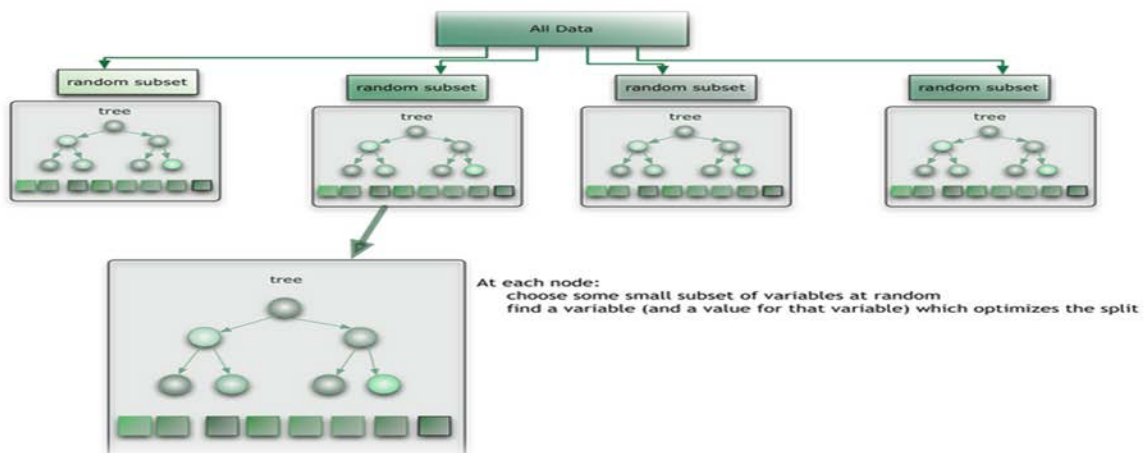 All Data
random subset
random subset
random subset
random subset
tree
tree
tree
tree
tree
At each node:
choose some small subset of variables at random
find a variable (and a value for that variable) which optimizes the split